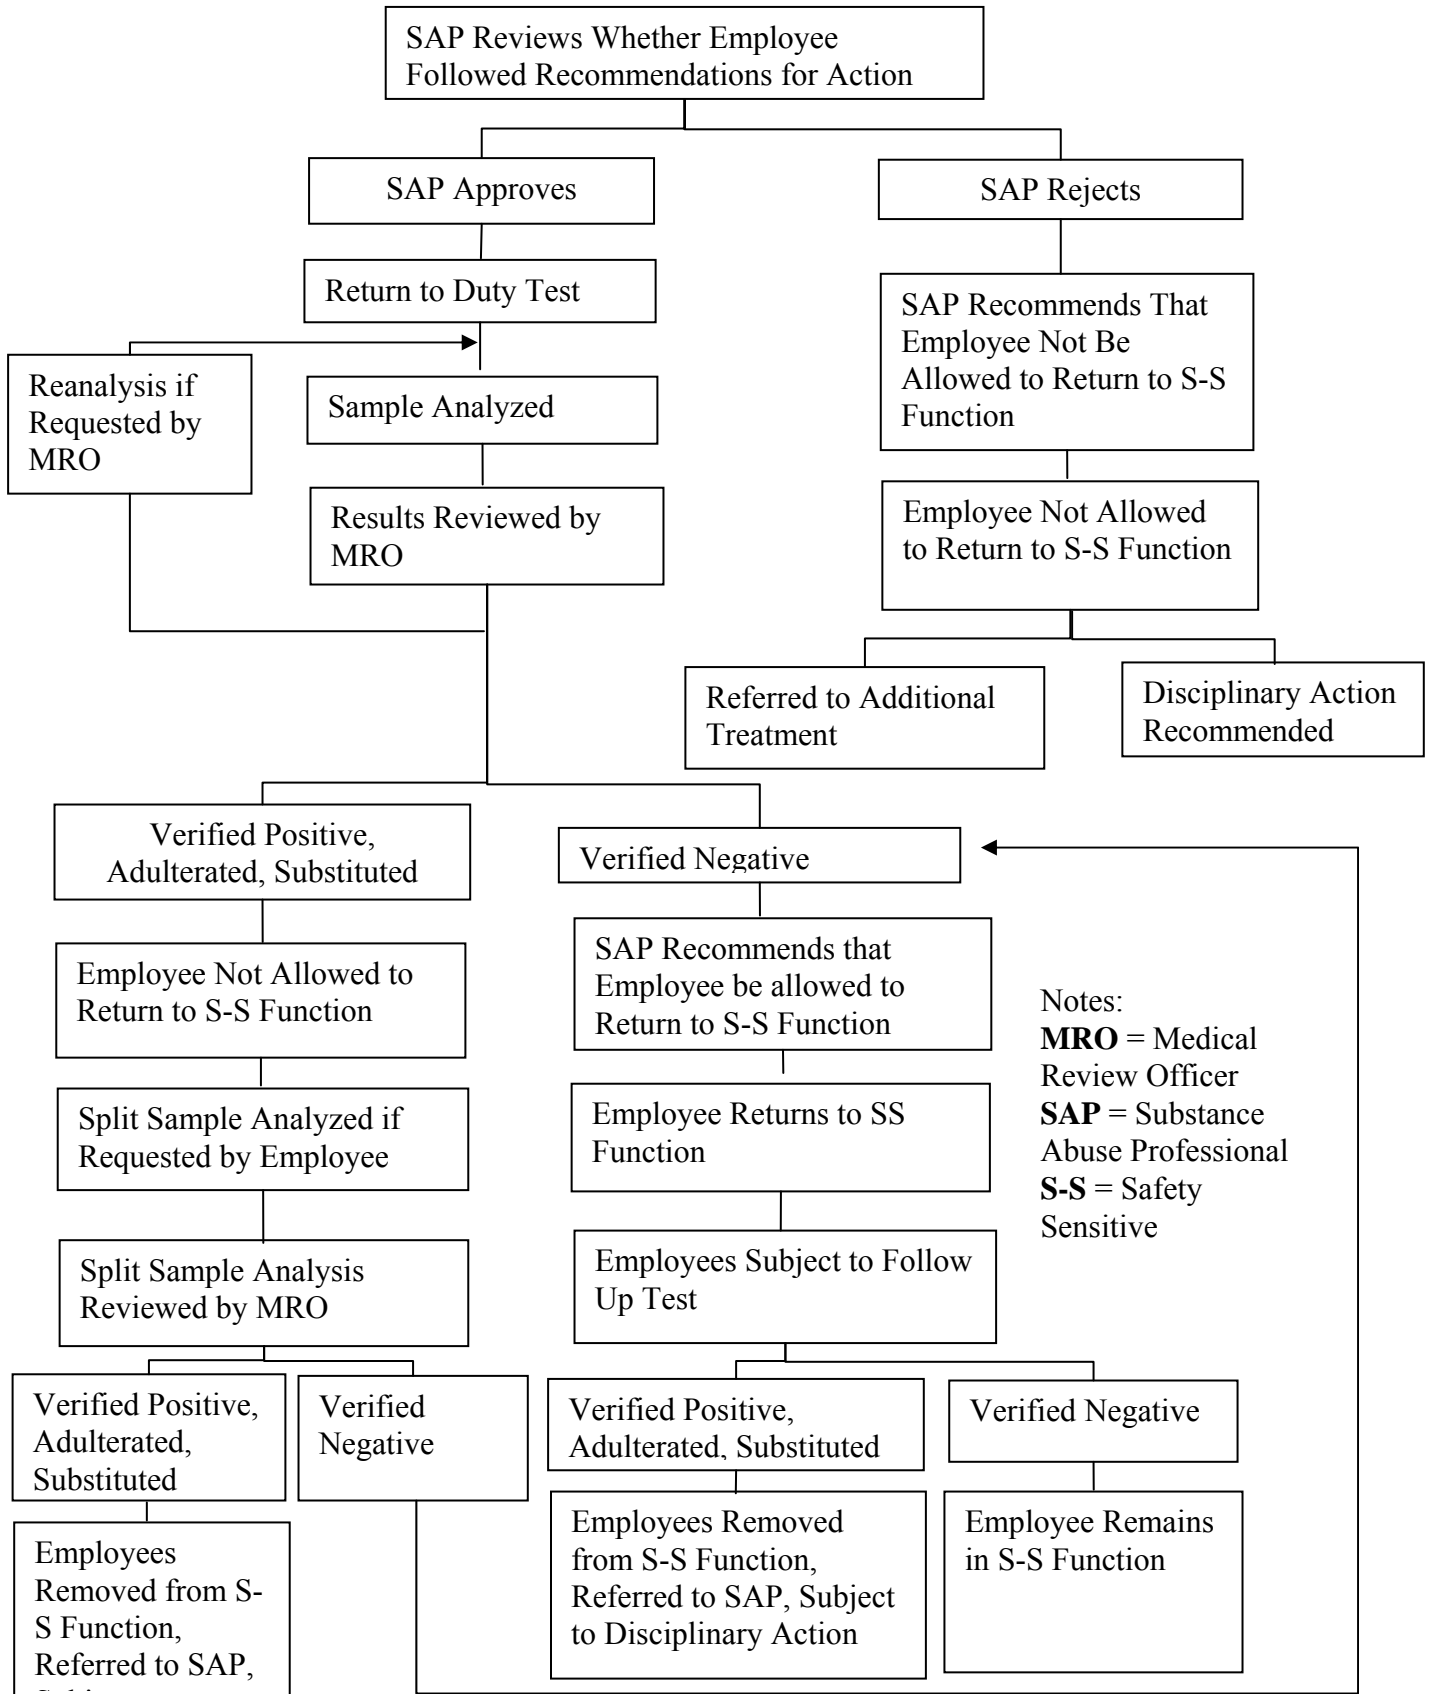 SAP Reviews Whether Employee
Followed Recommendations for Action
SAP Approves
SAP Rejects
Return to Duty Test
SAP Recommends That
Employee Not Be
Allowed to Return to S-S
Function
Reanalysis if
Requested by
MRO
Sample Analyzed
Results Reviewed by
MRO
Employee Not Allowed
to Return to S-S Function
Referred to Additional
Treatment
Disciplinary Action
Recommended
Verified Positive,
Adulterated, Substituted
Verified Negative
Employee Not Allowed to
Return to S-S Function
SAP Recommends that
Employee be allowed to
Return to S-S Function
Notes:
MRO = Medical
Review Officer
SAP = Substance
Abuse Professional
S-S = Safety
Sensitive
Split Sample Analyzed if
Requested by Employee
Employee Returns to SS
Function
Split Sample Analysis
Reviewed by MRO
Employees Subject to Follow
Up Test
Verified Positive,
Adulterated,
Substituted
Verified
Negative
Verified Positive,
Adulterated, Substituted
Verified Negative
Employees
Removed from S-
S Function,
Referred to SAP,
Employees Removed
from S-S Function,
Referred to SAP, Subject
to Disciplinary Action
Employee Remains
in S-S Function